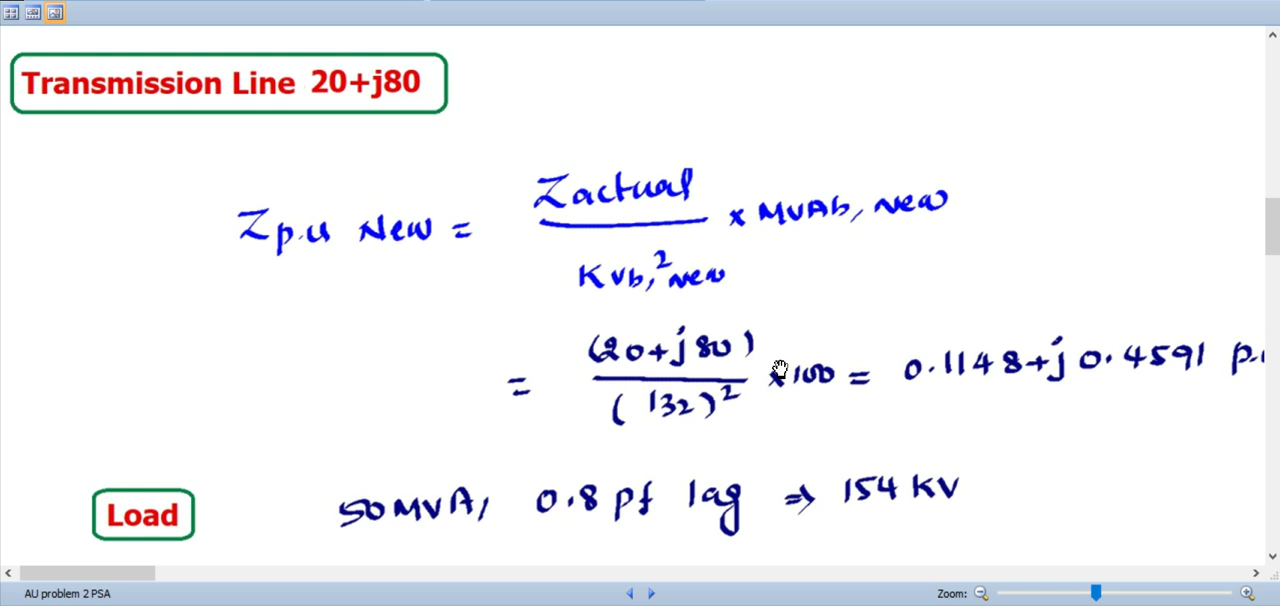 Transmission Line 20+j80
Zp.u New = Zactual / KVb,²New × MVAb, New
= (20+j80) / (132)² × 100 = 0.1148+j0.4591 p.
Load
50MVA, 0.8 pf lag ⇒ 154 KV
AU problem 2 PSA
Zoom: